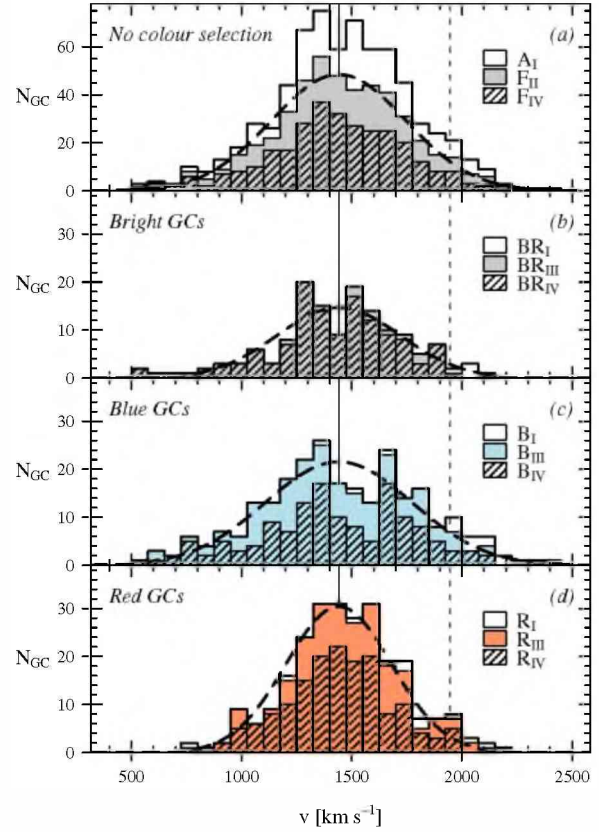 No colour selection (a)
A_I
F_II
F_IV
N_GC
60
40
20
0
Bright GCs (b)
BR_I
BR_III
BR_IV
N_GC
30
20
10
0
Blue GCs (c)
B_I
B_III
B_IV
N_GC
30
20
10
0
Red GCs (d)
R_I
R_III
R_IV
N_GC
30
20
10
0
500 1000 1500 2000 2500
v [km s⁻¹]